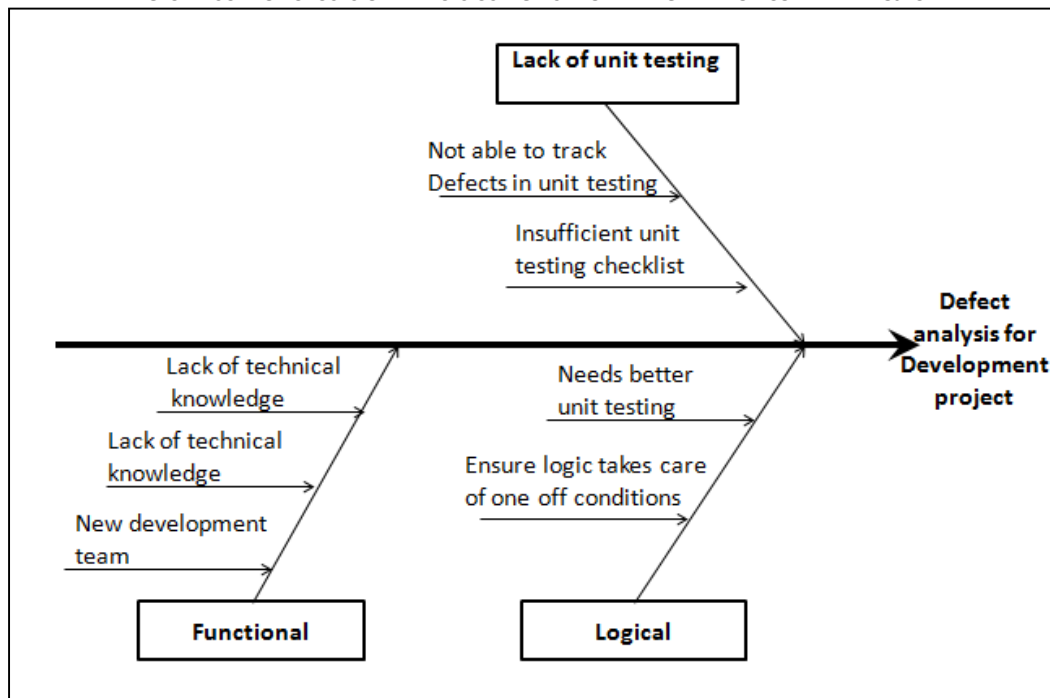 Lack of unit testing
Not able to track
Defects in unit testing
Insufficient unit
testing checklist
Defect
analysis for
Development
project
Lack of technical
knowledge
Needs better
unit testing
Lack of technical
knowledge
Ensure logic takes care
of one off conditions
New development
team
Functional
Logical